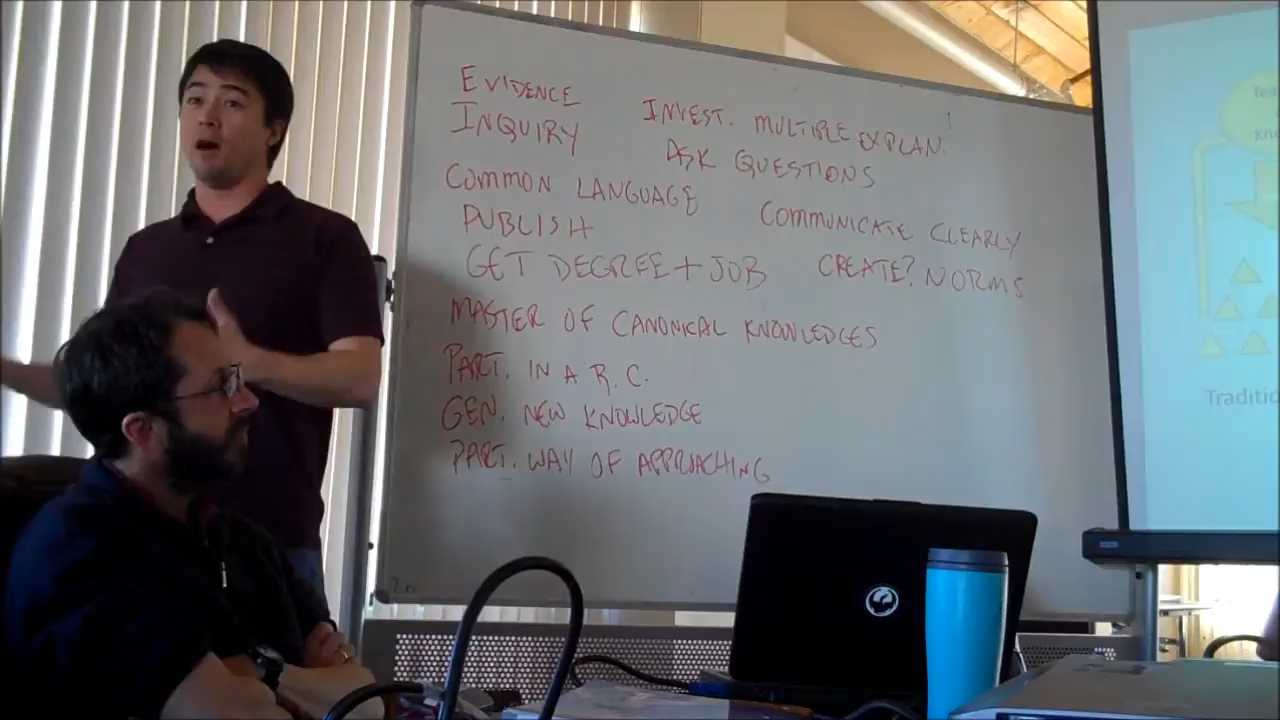 EVIDENCE
INQUIRY INVEST. MULTIPLE EXPLAN.
ASK QUESTIONS
COMMON LANGUAGE
PUBLISH COMMUNICATE CLEARLY
GET DEGREE + JOB CREATE? NORMS
MASTER OF CANONICAL KNOWLEDGES
PART. IN A R. C.
GEN. NEW KNOWLEDGE
PART. WAY OF APPROACHING